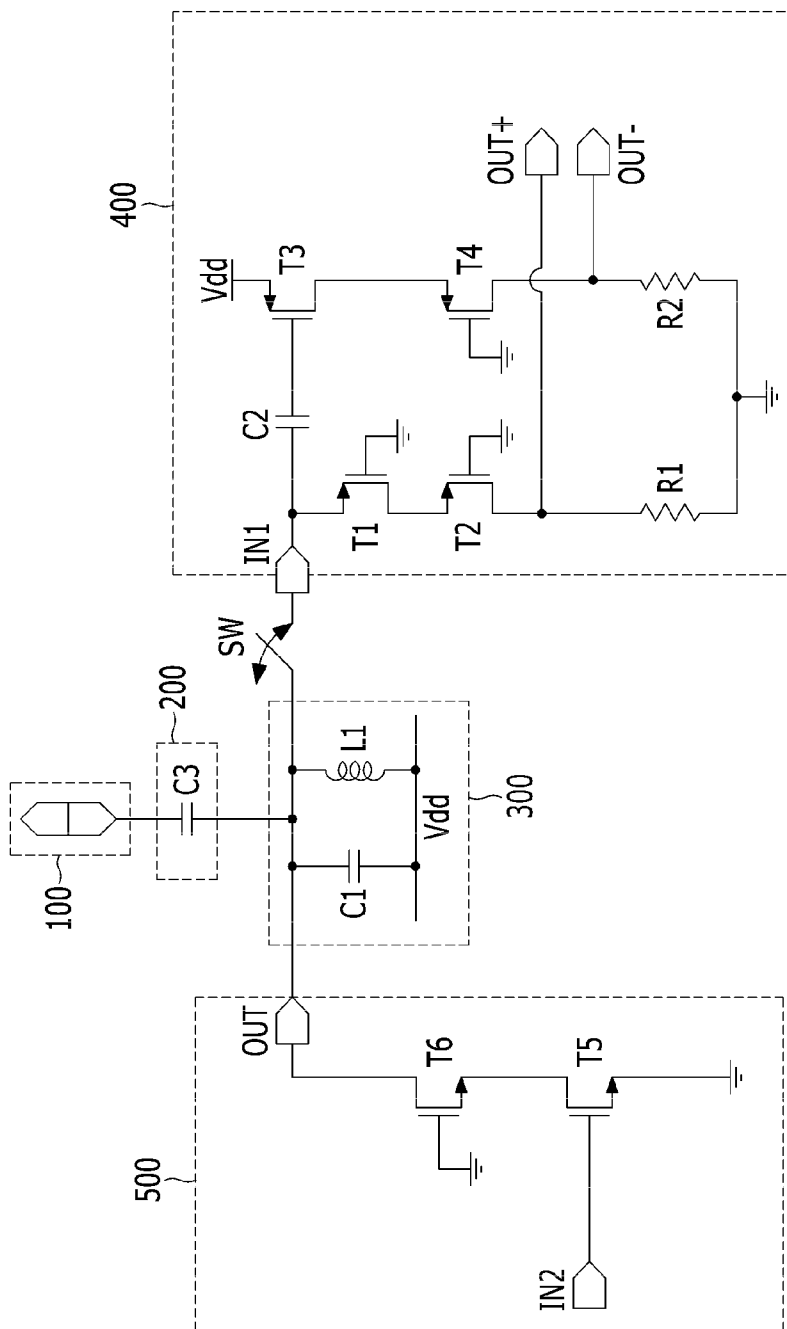 100
200
C3
500
OUT
T6
T5
IN2
C1
L1
Vdd
300
SW
IN1
400
C2
Vdd
T3
T1
T2
T4
OUT+
OUT-
R1
R2